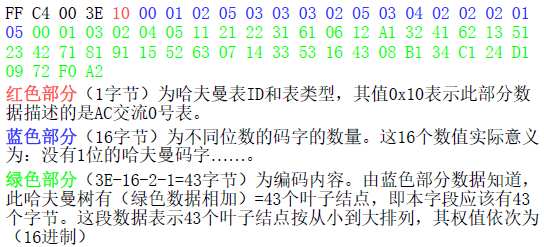 FF C4 00 3E 10 00 01 02 05 03 03 03 02 05 03 04 02 02 02 01
05 00 01 03 02 04 05 11 21 22 31 61 06 12 A1 32 41 62 13 51
23 42 71 81 91 15 52 63 07 14 33 53 16 43 08 B1 34 C1 24 D1
09 72 F0 A2
红色部分（1字节）为哈夫曼表ID和表类型，其值0x10表示此部分数
据描述的是AC交流0号表。
蓝色部分（16字节）为不同位数的码字的数量。这16个数值实际意义
为：没有1位的哈夫曼码字……。
绿色部分（3E-16-2-1=43字节）为编码内容。由蓝色部分数据知道，
此哈夫曼树有（绿色数据相加）=43个叶子结点，即本字段应该有43
个字节。这段数据表示43个叶子结点按从小到大排列，其权值依次为
（16进制）